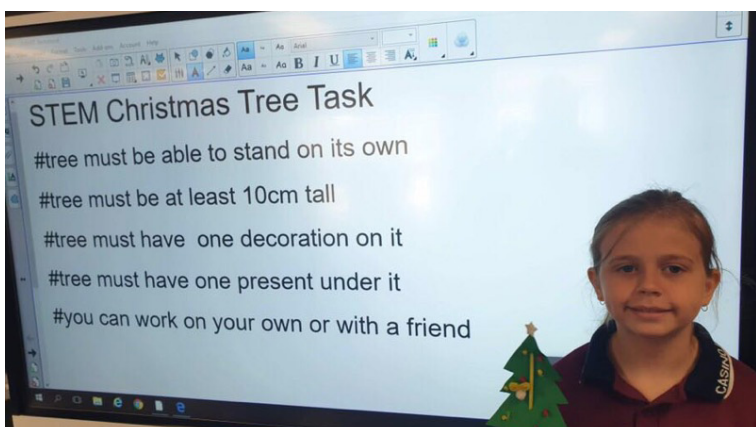 STEM Christmas Tree Task
#tree must be able to stand on its own
#tree must be at least 10cm tall
#tree must have one decoration on it
#tree must have one present under it
#you can work on your own or with a friend
CASINO